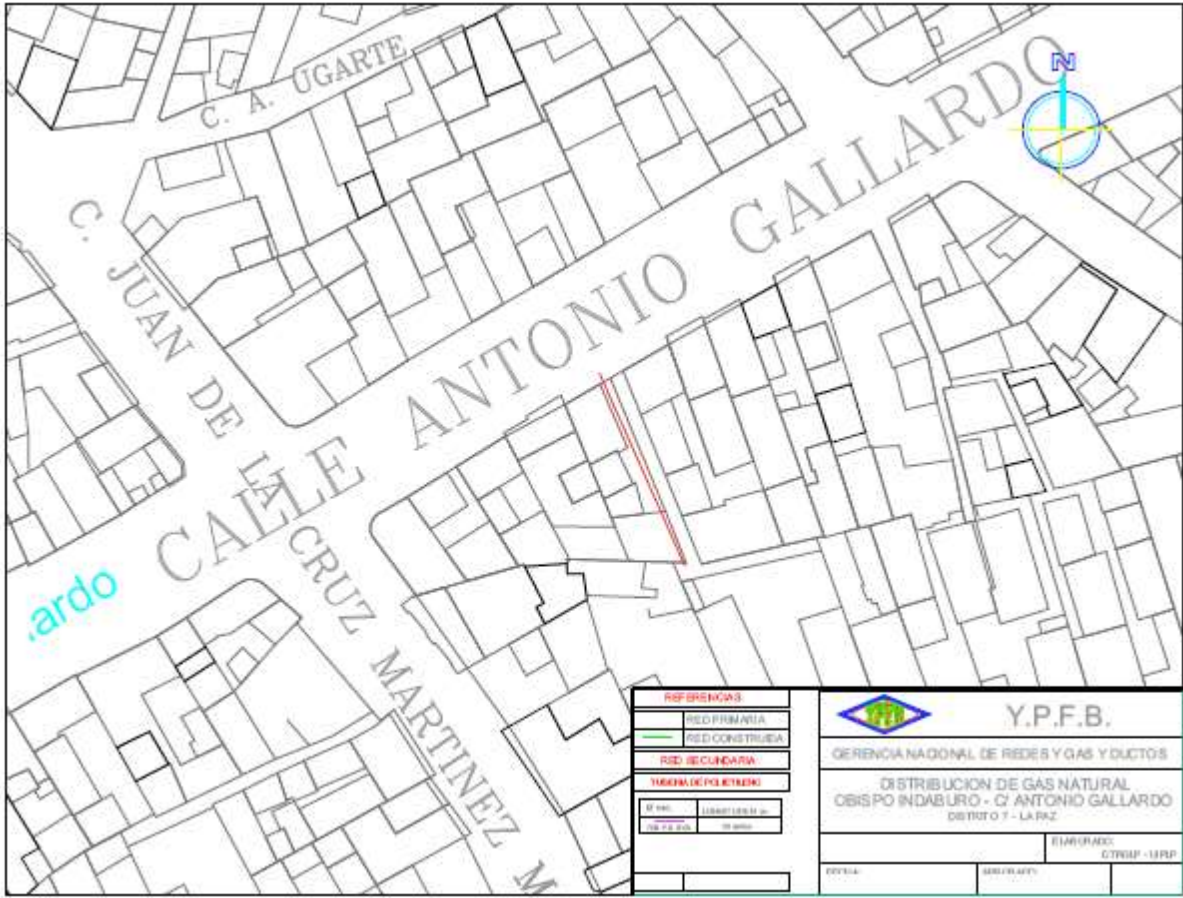 C. A. UGARTE
N
C. JUAN DE LA CRUZ MARTINEZ M
CALLE ANTONIO GALLARDO
ardo
REFERENCIAS
RED PRIMARIA
RED CONSTRUIDA
RED SECUNDARIA
TUBERIA DE POLIETILENO
YPFB
Y.P.F.B.
GERENCIA NACIONAL DE REDES Y GAS Y DUCTOS
DISTRIBUCION DE GAS NATURAL
OBISPO INDABURO - C/ ANTONIO GALLARDO
DISTRITO 7 - LA PAZ
ELABORADO:
FECHA: